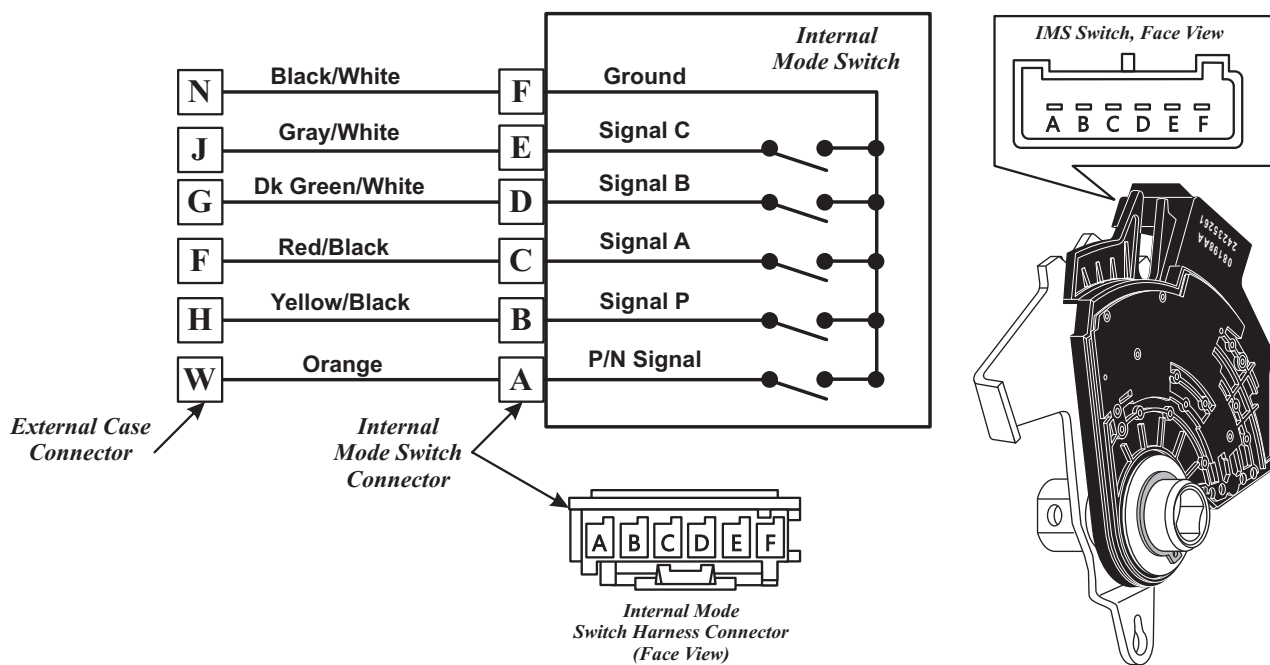 Internal
Mode Switch
N Black/White F Ground
J Gray/White E Signal C
G Dk Green/White D Signal B
F Red/Black C Signal A
H Yellow/Black B Signal P
W Orange A P/N Signal
External Case
Connector
Internal
Mode Switch
Connector
A B C D E F
Internal Mode
Switch Harness Connector
(Face View)
IMS Switch, Face View
A B C D E F
08198AA
24235261